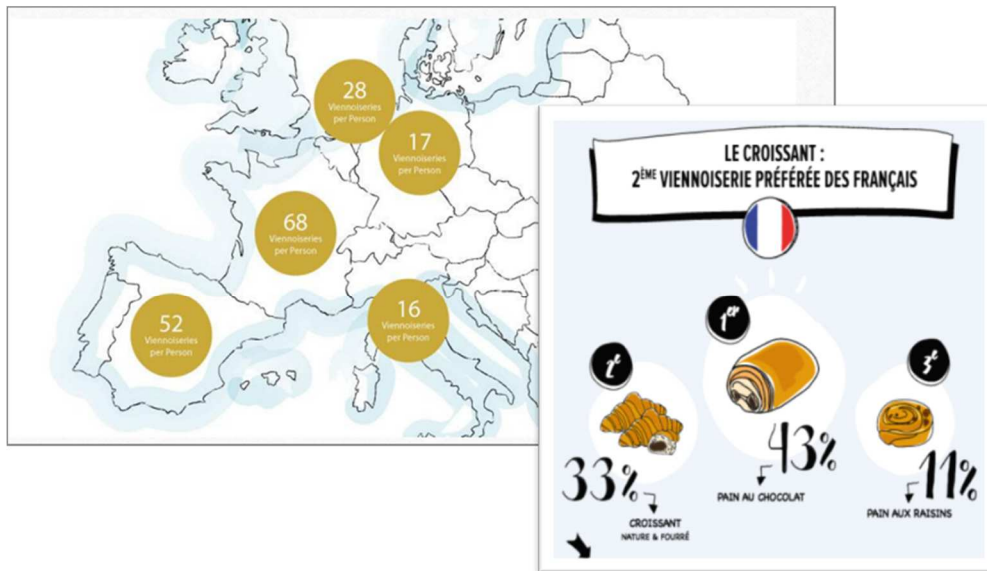 28
Viennoiseries
per Person
17
Viennoiseries
per Person
68
Viennoiseries
per Person
16
Viennoiseries
per Person
52
Viennoiseries
per Person
LE CROISSANT :
2ÈME VIENNOISERIE PRÉFÉRÉE DES FRANÇAIS
1er
2e
3e
43%
PAIN AU CHOCOLAT
33%
CROISSANT
NATURE & FOURRÉ
11%
PAIN AUX RAISINS